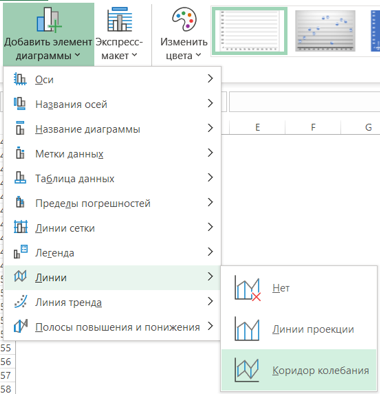 Добавить элемент
диаграммы
Экспресс-
макет
Изменить
цвета
E F G
Оси
Названия осей
Название диаграммы
Метки данных
Таблица данных
Пределы погрешностей
Линии сетки
Легенда
Линии
Линия тренда
Полосы повышения и понижения
Нет
Линии проекции
Коридор колебания
55
56
57
58